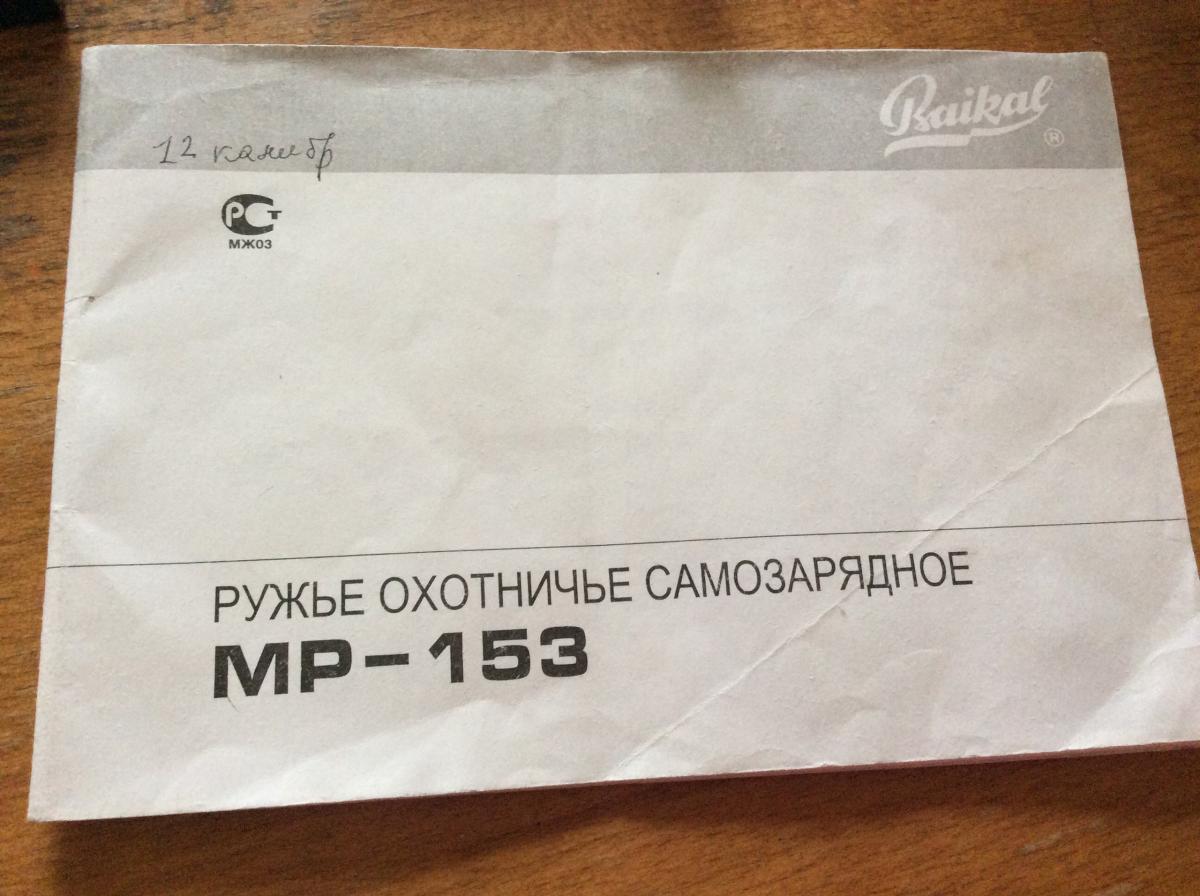 Baikal
®
12 калибр
РСТ
МЖ03
РУЖЬЕ ОХОТНИЧЬЕ САМОЗАРЯДНОЕ
МР-153